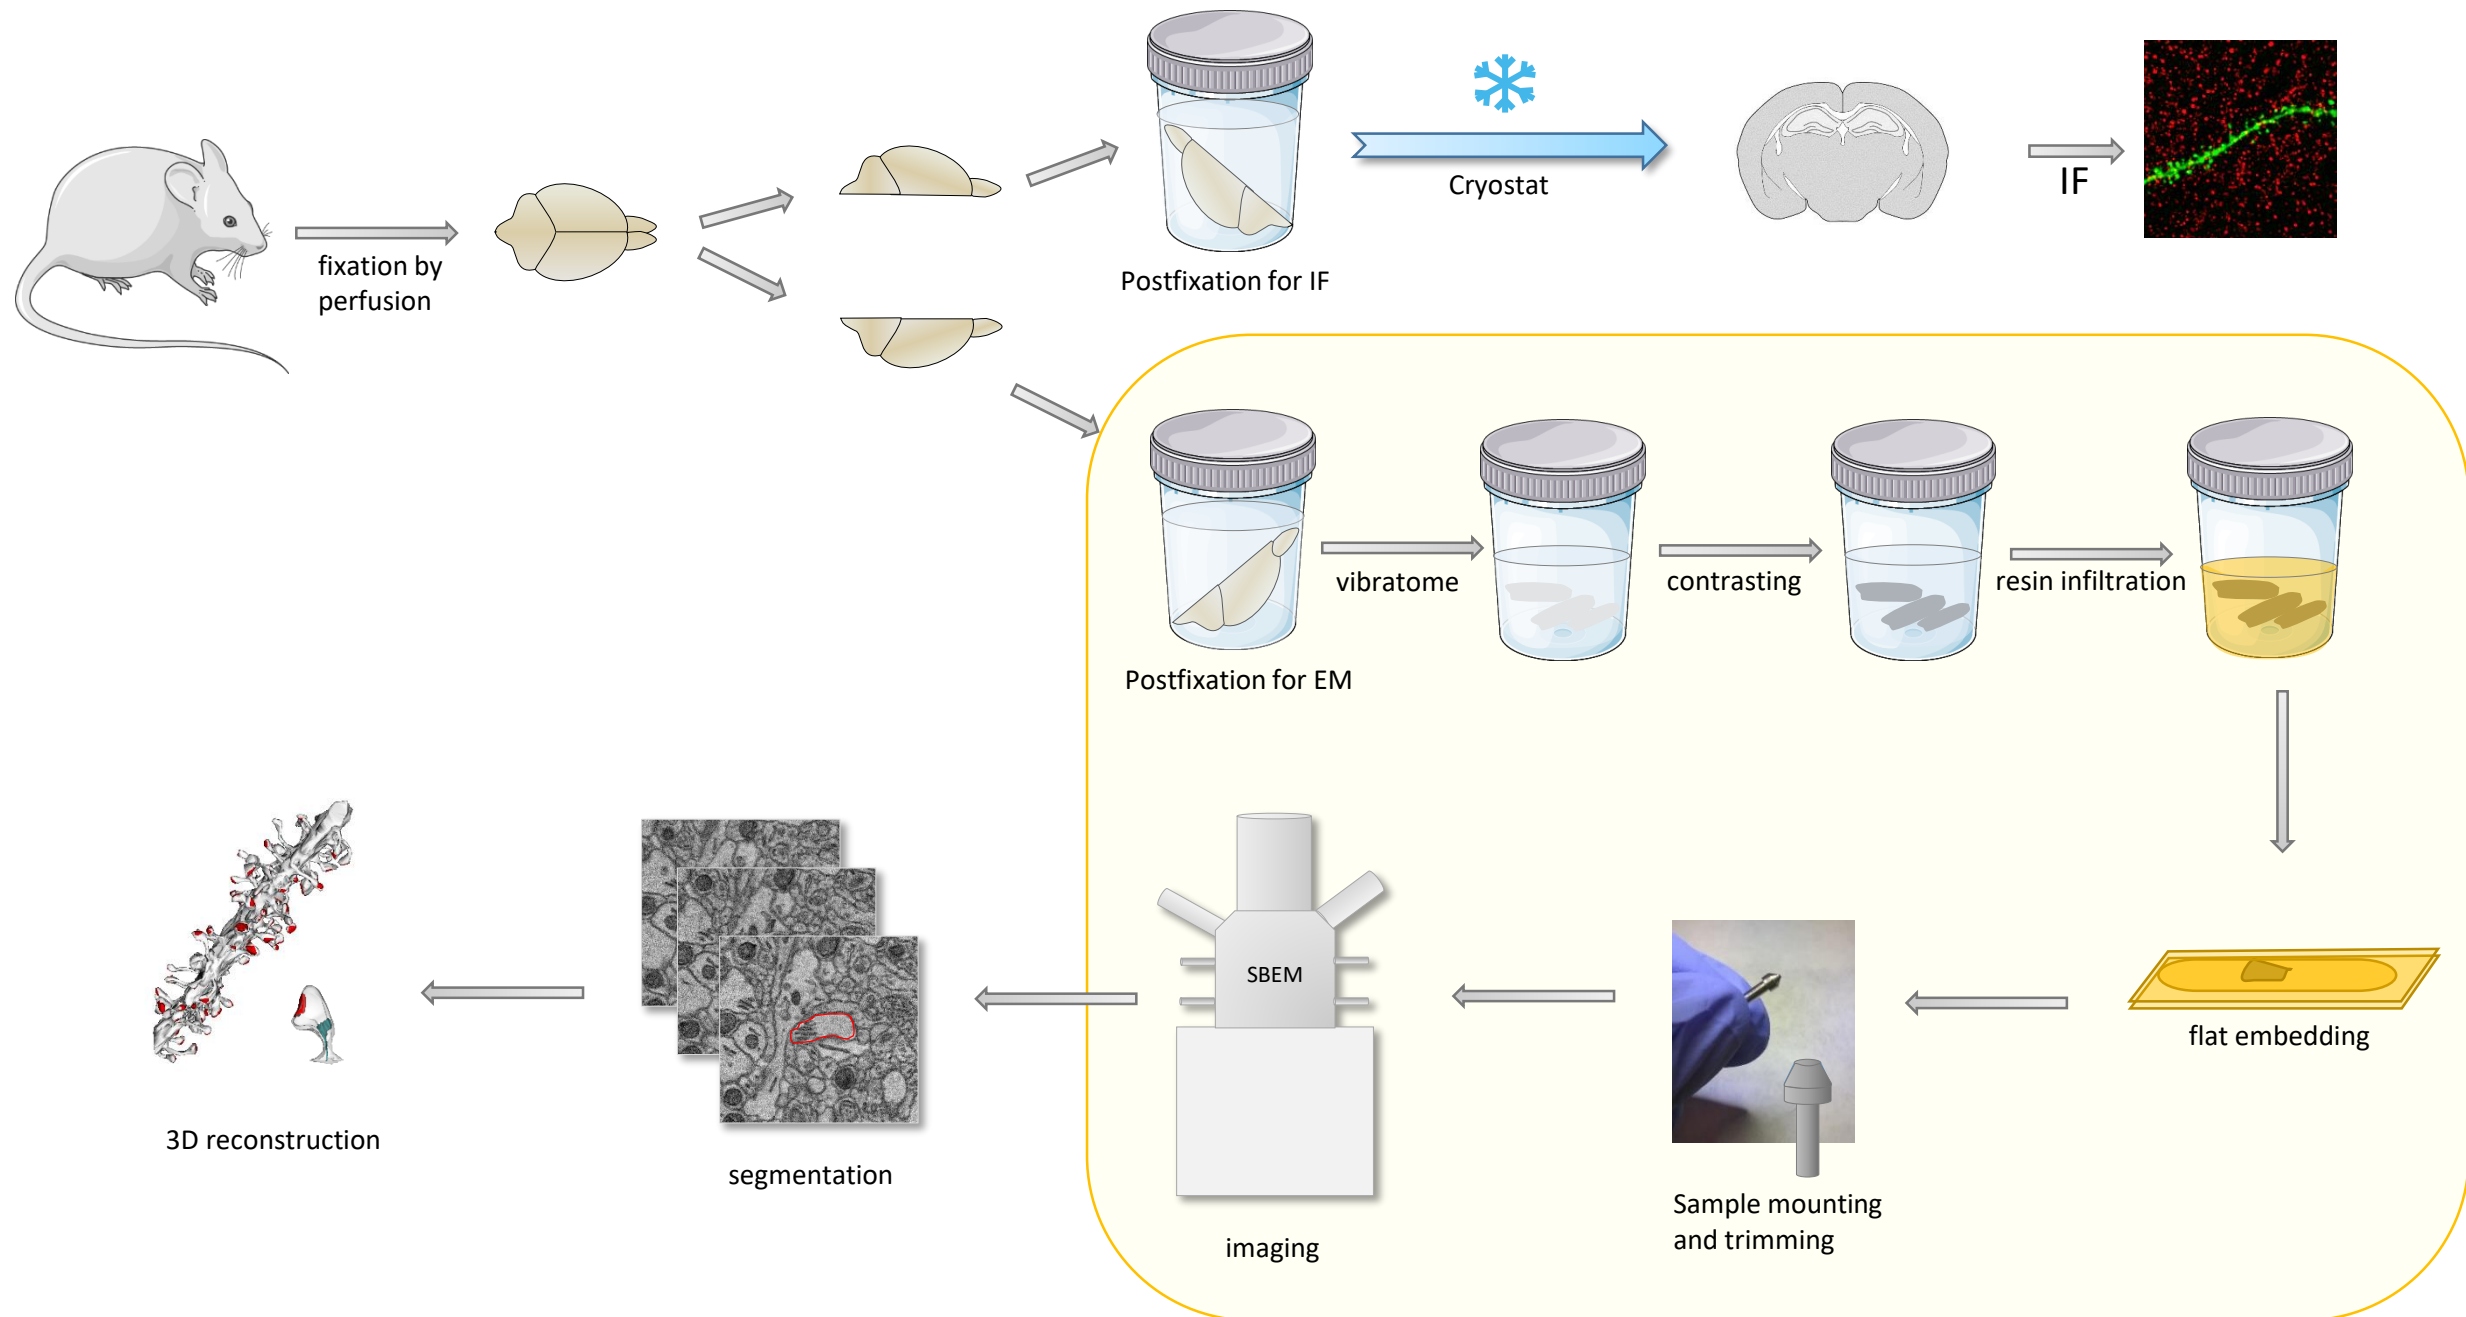 Cryostat
IF
fixation by
perfusion
Postfixation for IF
vibratome
contrasting
resin infiltration
Postfixation for EM
SBEM
flat embedding
3D reconstruction
segmentation
Sample mounting
and trimming
imaging